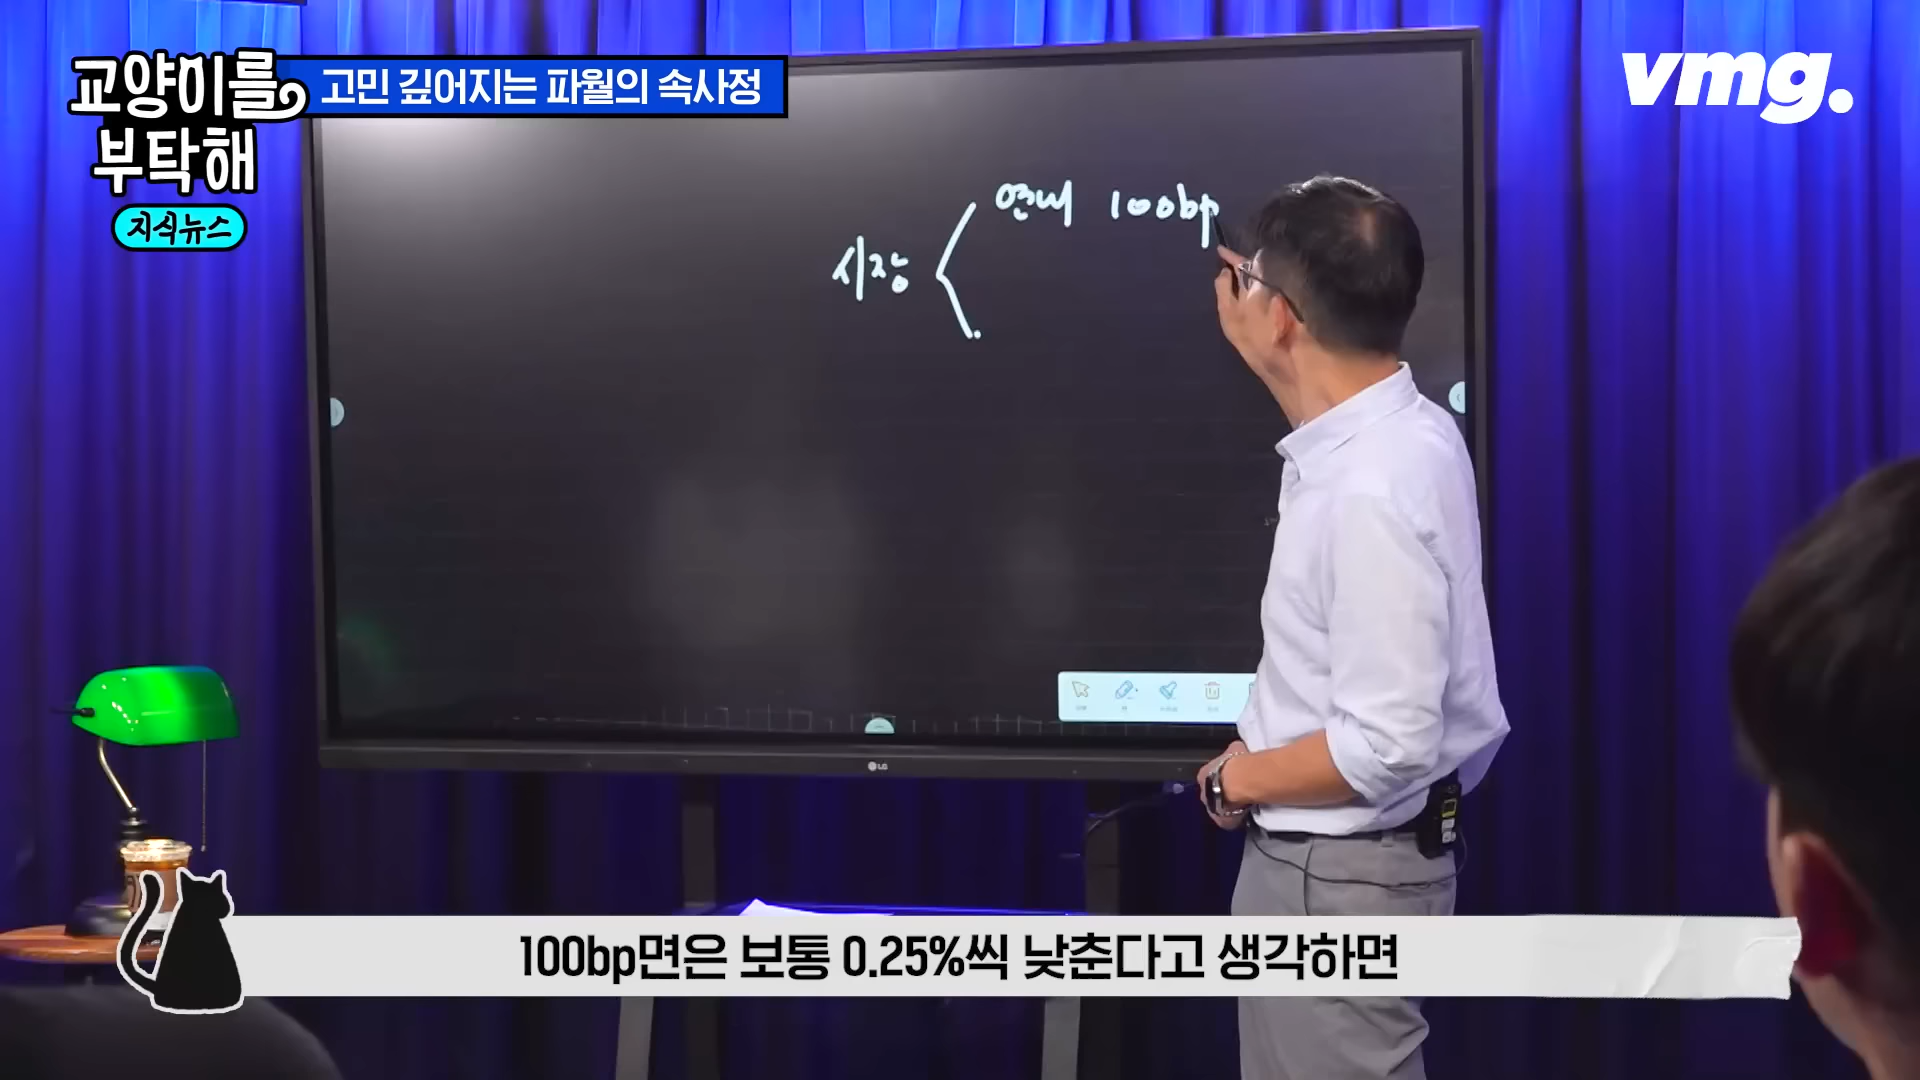 교양이를
부탁해
지식뉴스
고민 깊어지는 파월의 속사정
vmg.
연내 100bp
시장
LG
100bp면은 보통 0.25%씩 낮춘다고 생각하면